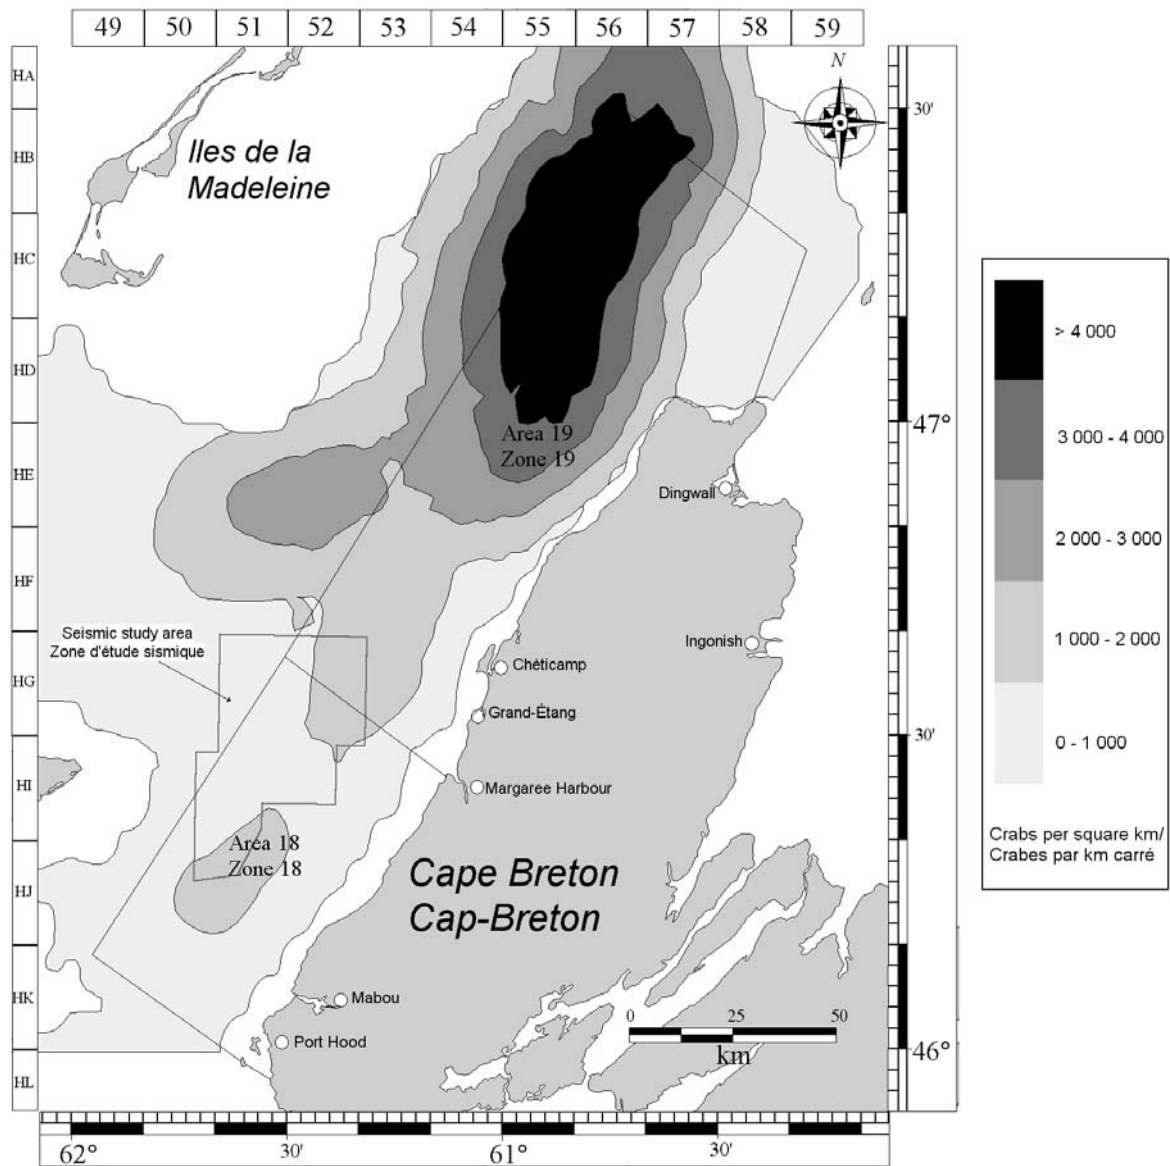 49 50 51 52 53 54 55 56 57 58 59
HA
HB
HC
HD
HE
HF
HG
HI
HJ
HK
HL
N
30'
47°
30'
46°
Iles de la
Madeleine
Area 19
Zone 19
Dingwall
Ingonish
Seismic study area
Zone d'étude sismique
Chéticamp
Grand-Étang
Margaree Harbour
Area 18
Zone 18
Cape Breton
Cap-Breton
Mabou
Port Hood
0 25 50
km
62° 30' 61° 30'
> 4 000
3 000 - 4 000
2 000 - 3 000
1 000 - 2 000
0 - 1 000
Crabs per square km/
Crabes par km carré